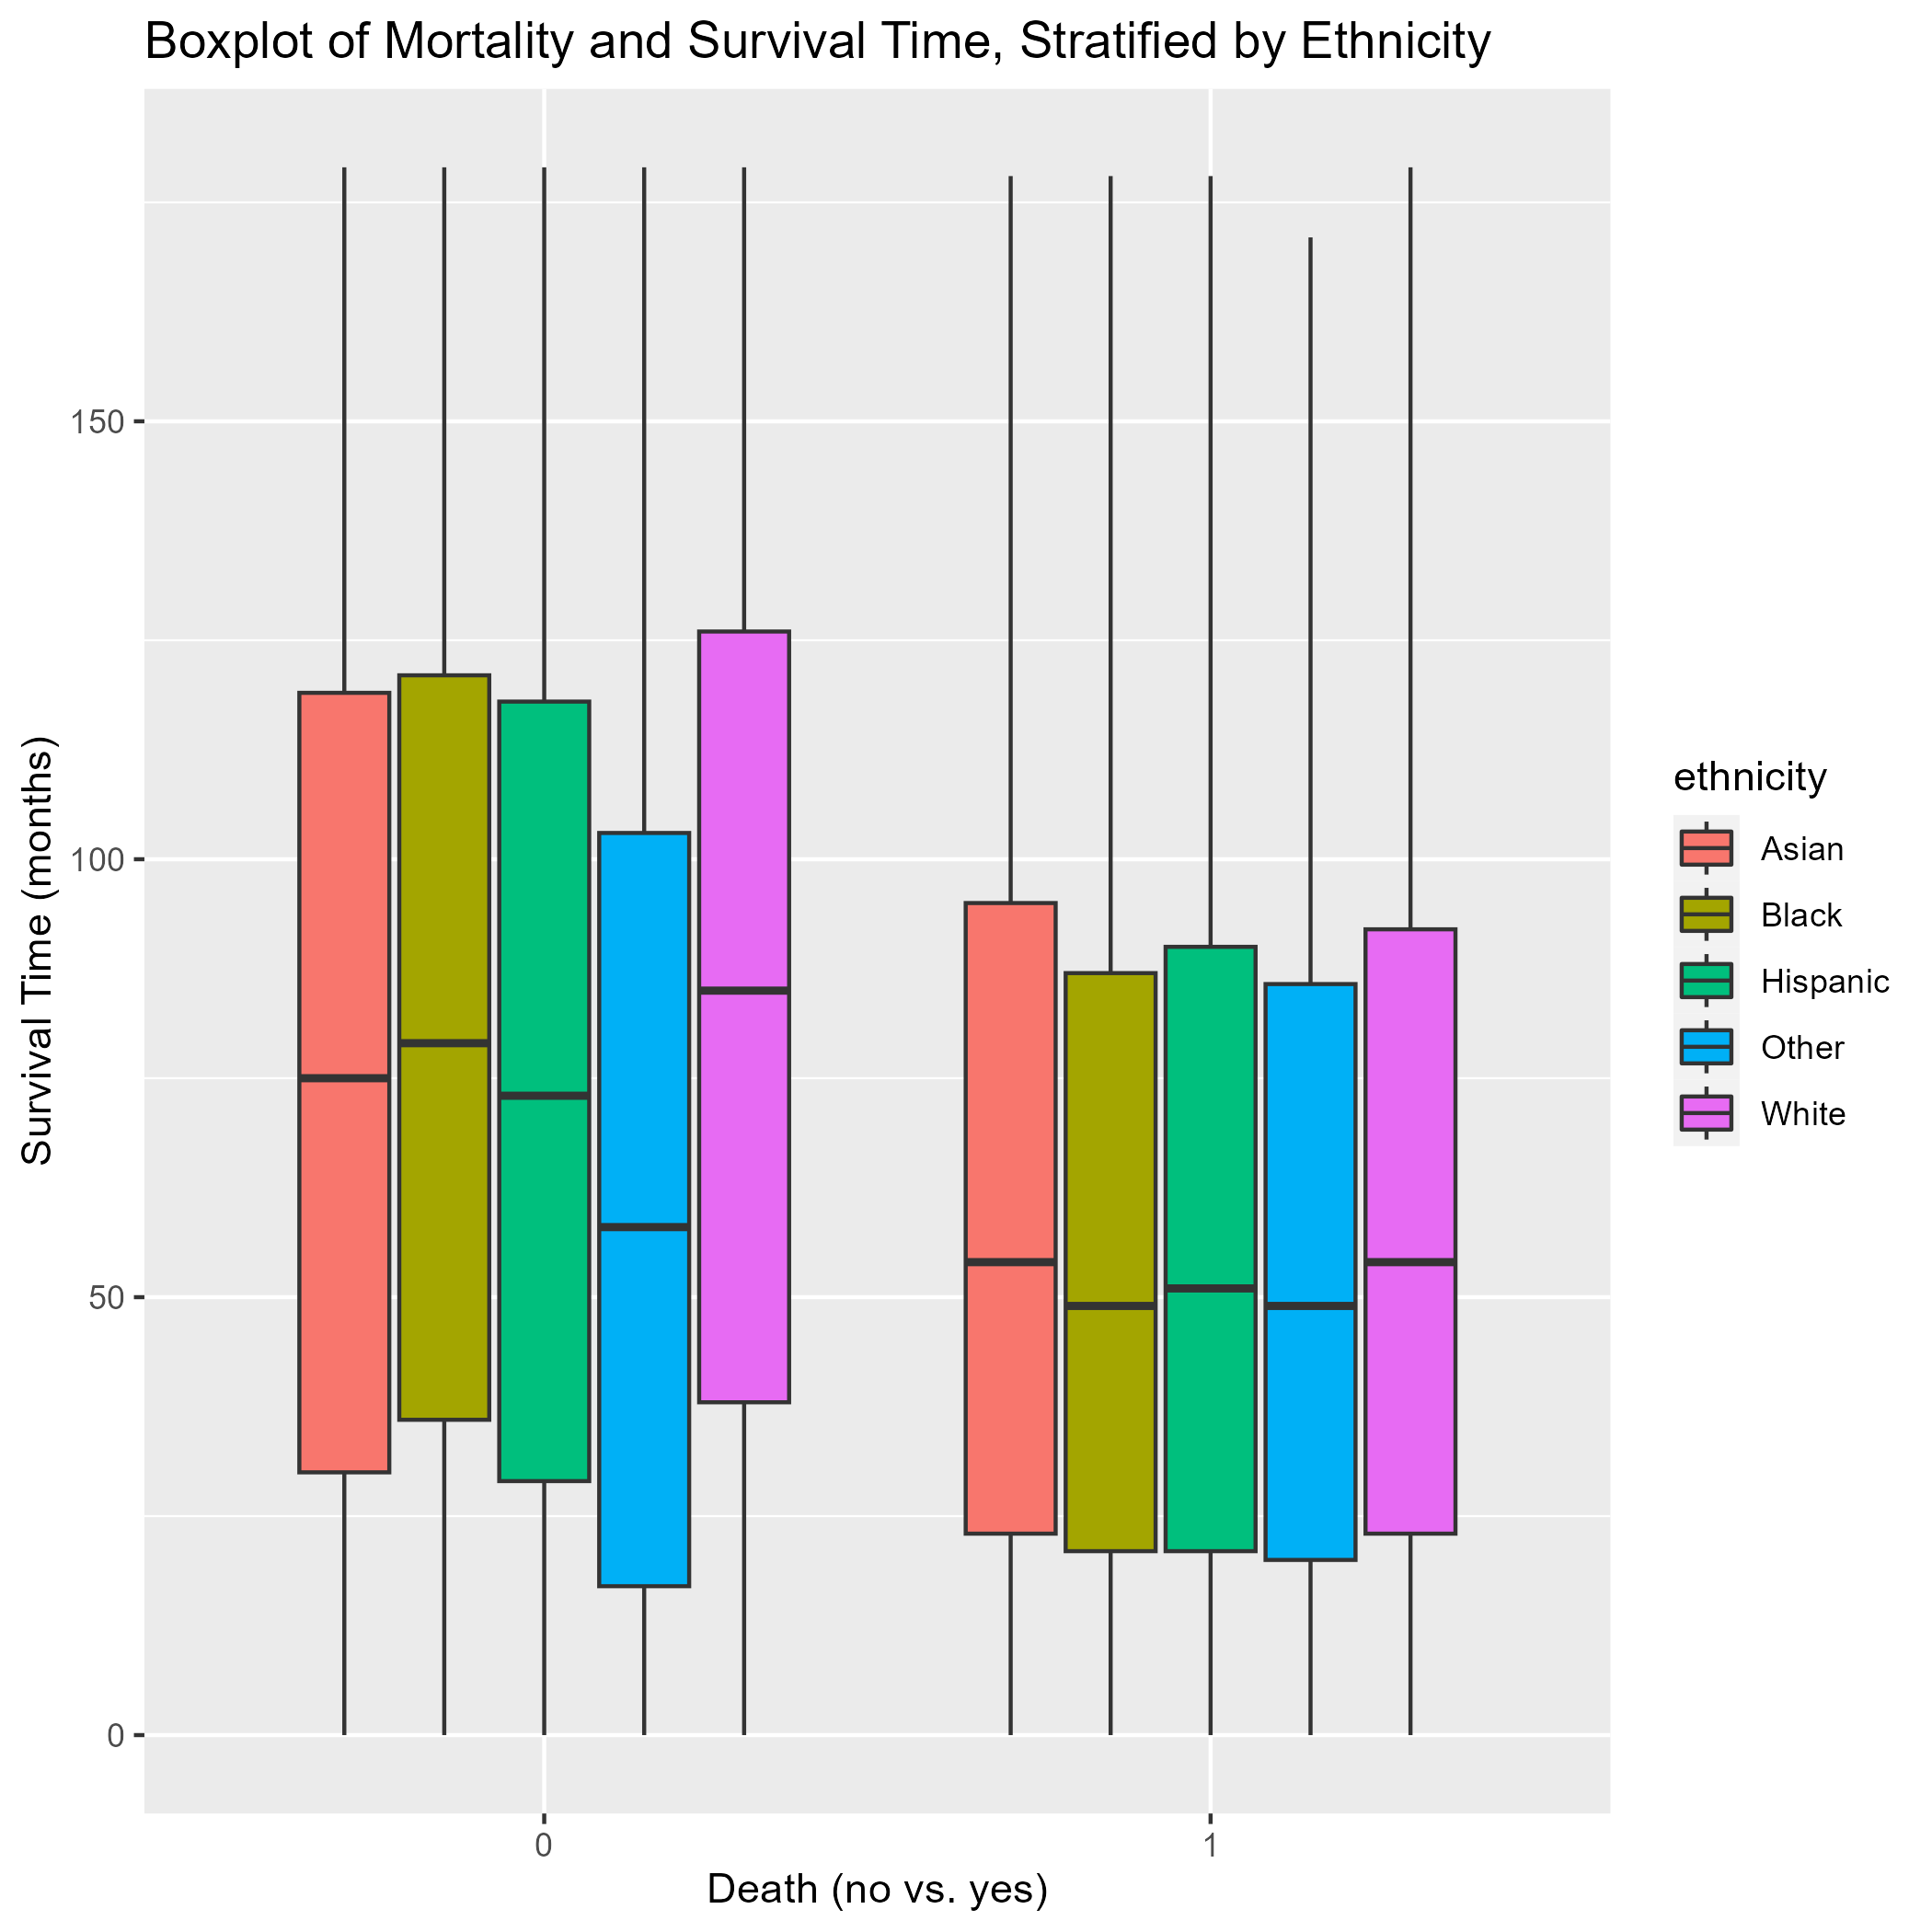 Boxplot of Mortality and Survival Time, Stratified by Ethnicity
Survival Time (months)
150
100
50
0
0
1
Death (no vs. yes)
ethnicity
Asian
Black
Hispanic
Other
White